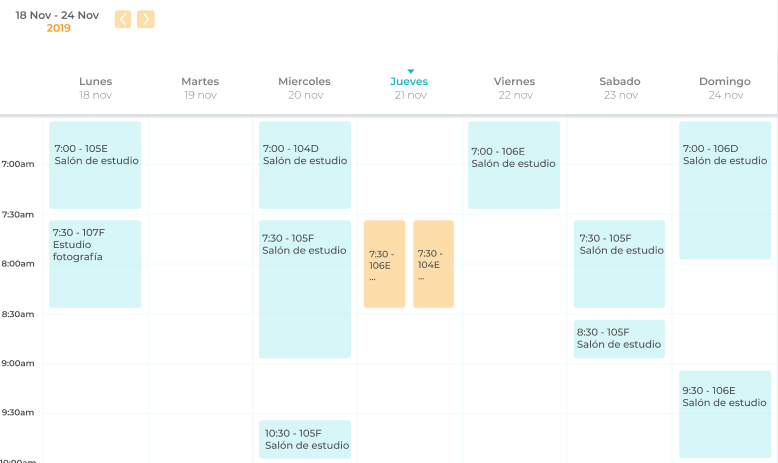 18 Nov - 24 Nov
2019
Lunes
18 nov
Martes
19 nov
Miercoles
20 nov
Jueves
21 nov
Viernes
22 nov
Sabado
23 nov
Domingo
24 nov
7:00am
7:30am
8:00am
8:30am
9:00am
9:30am
10:00am
7:00 - 105E
Salón de estudio
7:30 - 107F
Estudio
fotografía
7:00 - 104D
Salón de estudio
7:30 - 105F
Salón de estudio
10:30 - 105F
Salón de estudio
7:30 -
106E
...
7:30 -
104E
...
7:00 - 106E
Salón de estudio
7:30 - 105F
Salón de estudio
8:30 - 105F
Salón de estudio
7:00 - 106D
Salón de estudio
9:30 - 106E
Salón de estudio